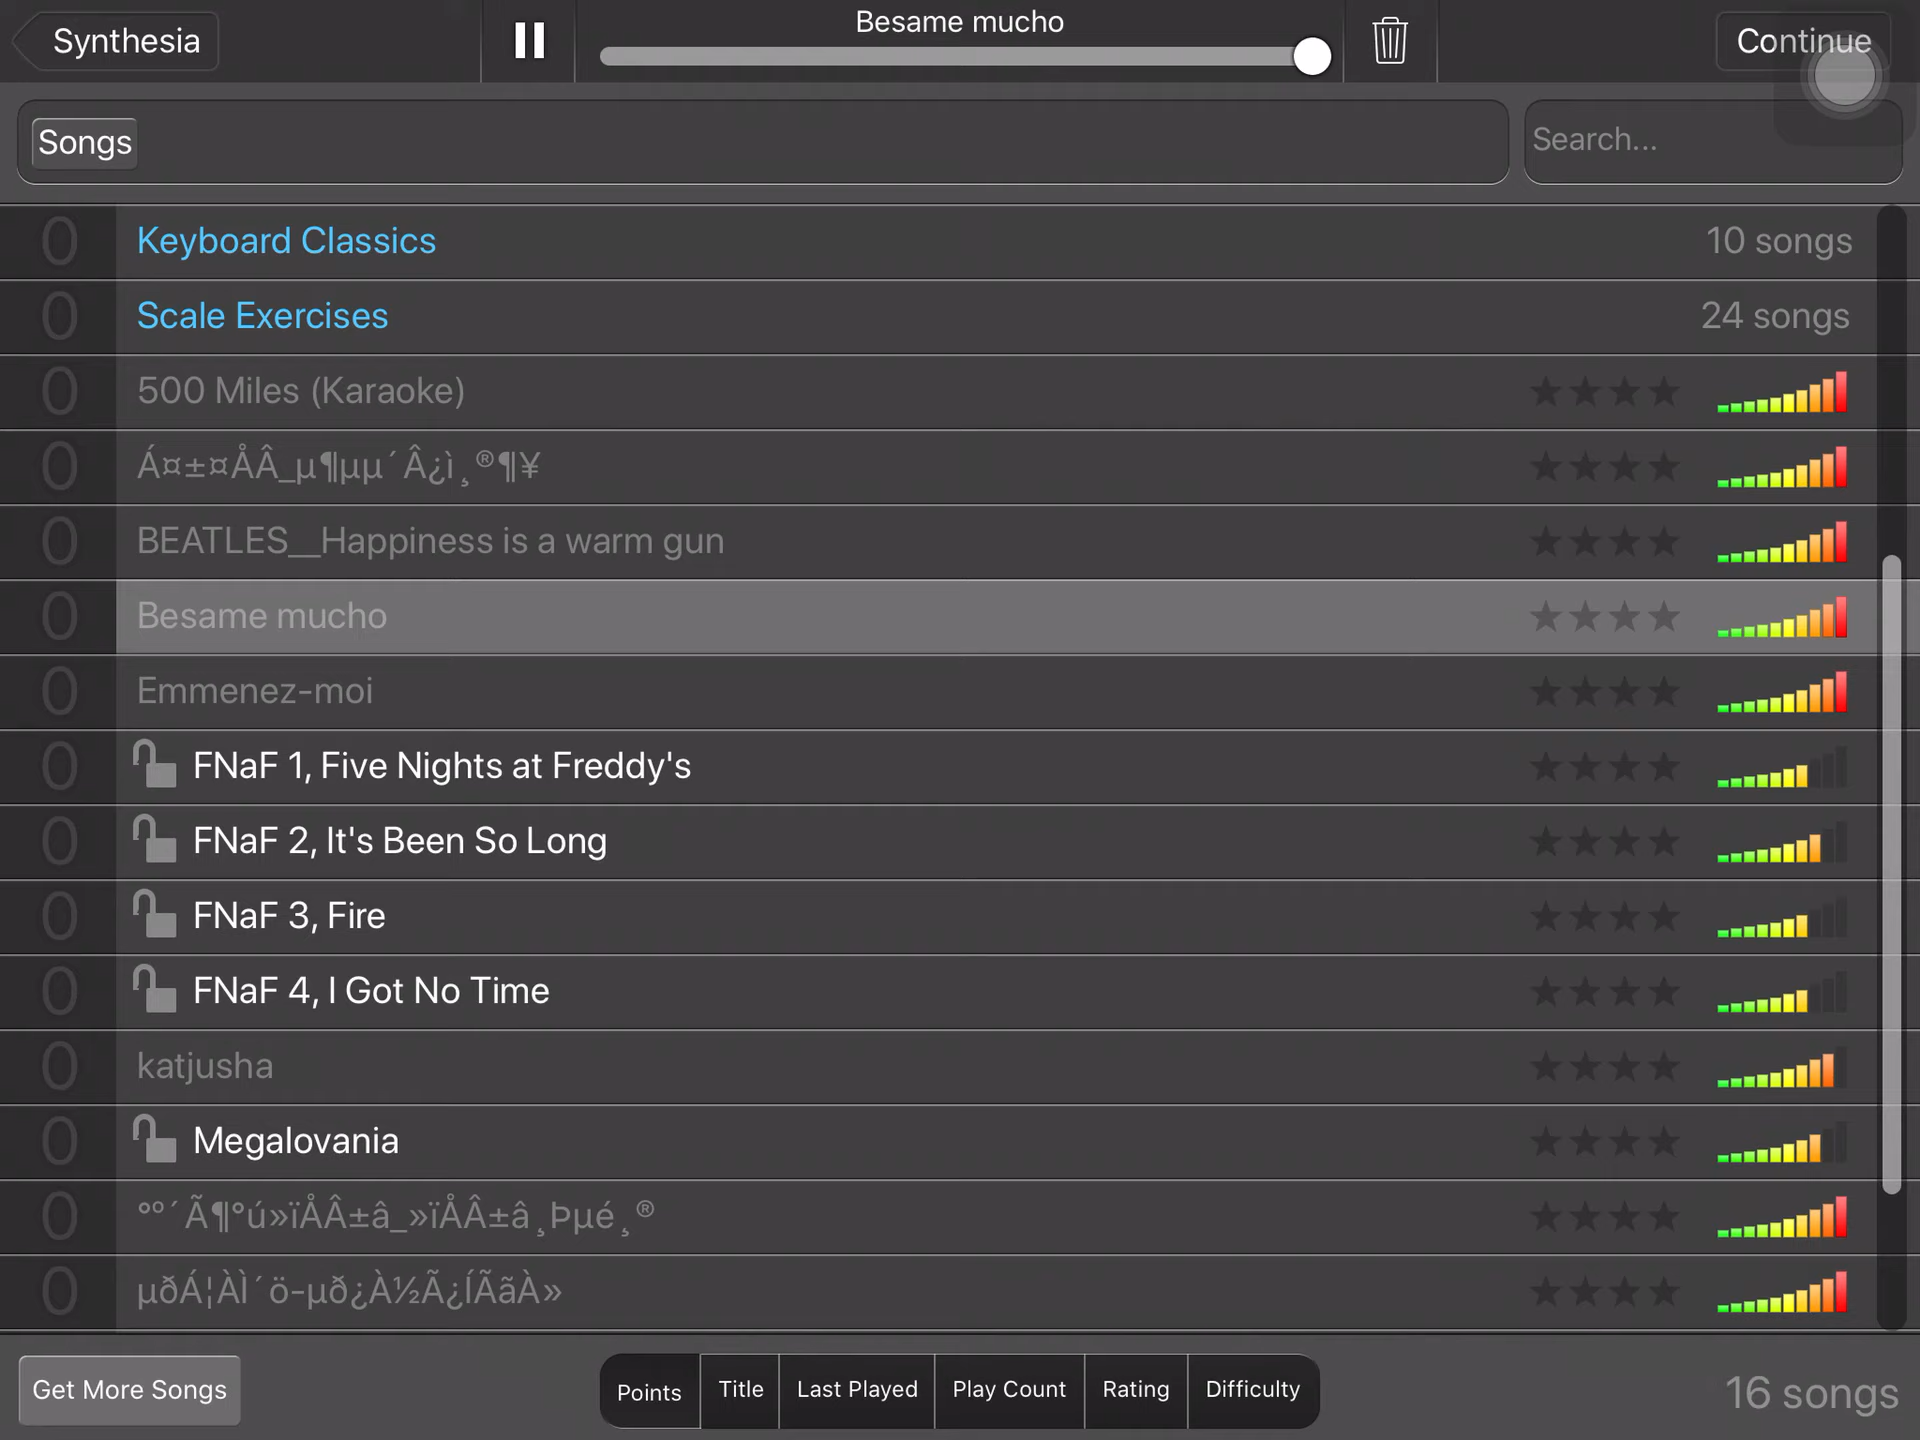 Synthesia
Besame mucho
Continue
Songs
Search...
0 Keyboard Classics 10 songs
0 Scale Exercises 24 songs
0 500 Miles (Karaoke)
0 Á¤±¤ÅÂ_µ¶µµ´Â¿ì¸®¶¥
0 BEATLES__Happiness is a warm gun
0 Besame mucho
0 Emmenez-moi
0 FNaF 1, Five Nights at Freddy's
0 FNaF 2, It's Been So Long
0 FNaF 3, Fire
0 FNaF 4, I Got No Time
0 katjusha
0 Megalovania
0 °º´Ã¶°ú»ïÅÂ±â_»ïÅÂ±â¸Þµé¸®
0 µðÁ¦ÀÌ´ö-µð¿À½Ã¿ÍÃãÀ»
Get More Songs
Points Title Last Played Play Count Rating Difficulty
16 songs